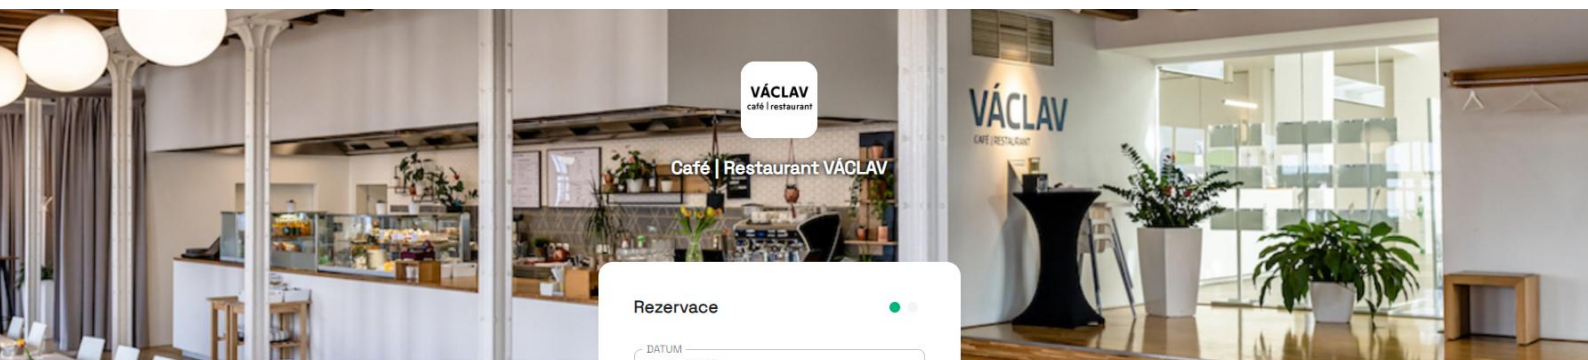 VÁCLAV
café | restaurant
Café | Restaurant VÁCLAV
VÁCLAV
CAFÉ | RESTAURANT
Rezervace
DATUM